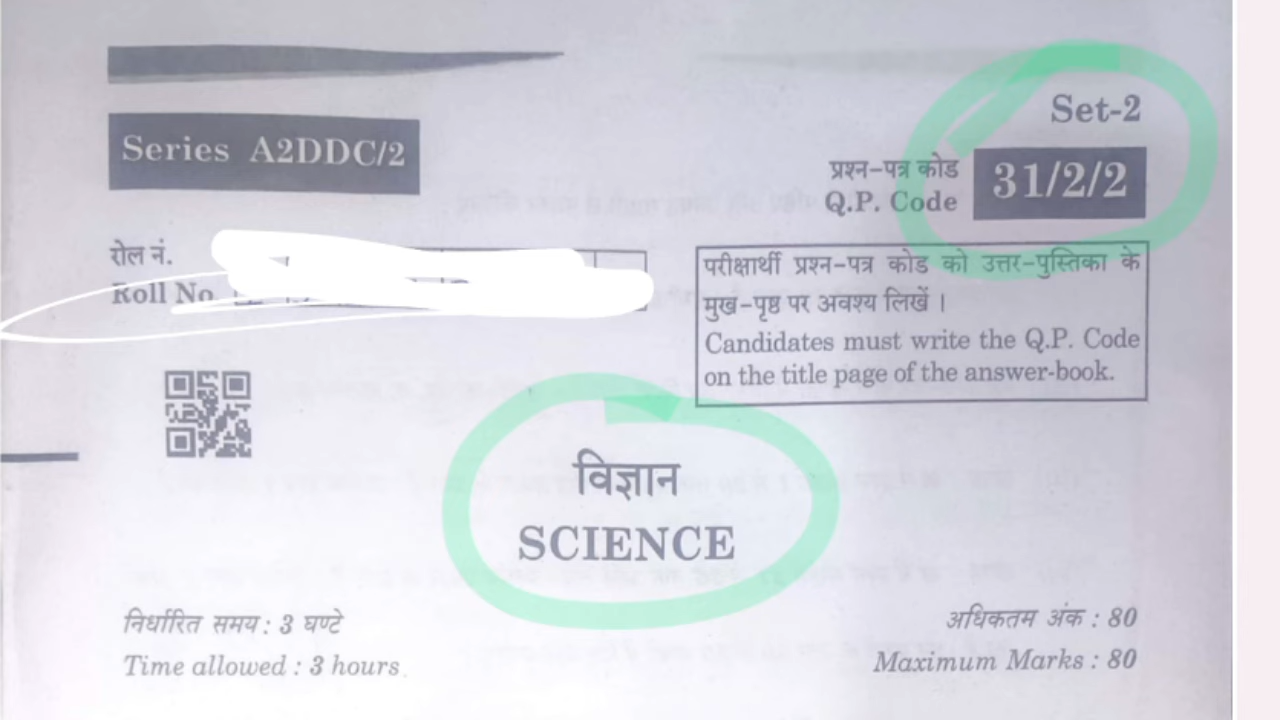 Set-2
Series A2DDC/2
प्रश्न-पत्र कोड
Q.P. Code
31/2/2
रोल नं.
Roll No
परीक्षार्थी प्रश्न-पत्र कोड को उत्तर-पुस्तिका के
मुख-पृष्ठ पर अवश्य लिखें ।
Candidates must write the Q.P. Code
on the title page of the answer-book.
विज्ञान
SCIENCE
निर्धारित समय : 3 घण्टे
अधिकतम अंक : 80
Time allowed : 3 hours
Maximum Marks : 80